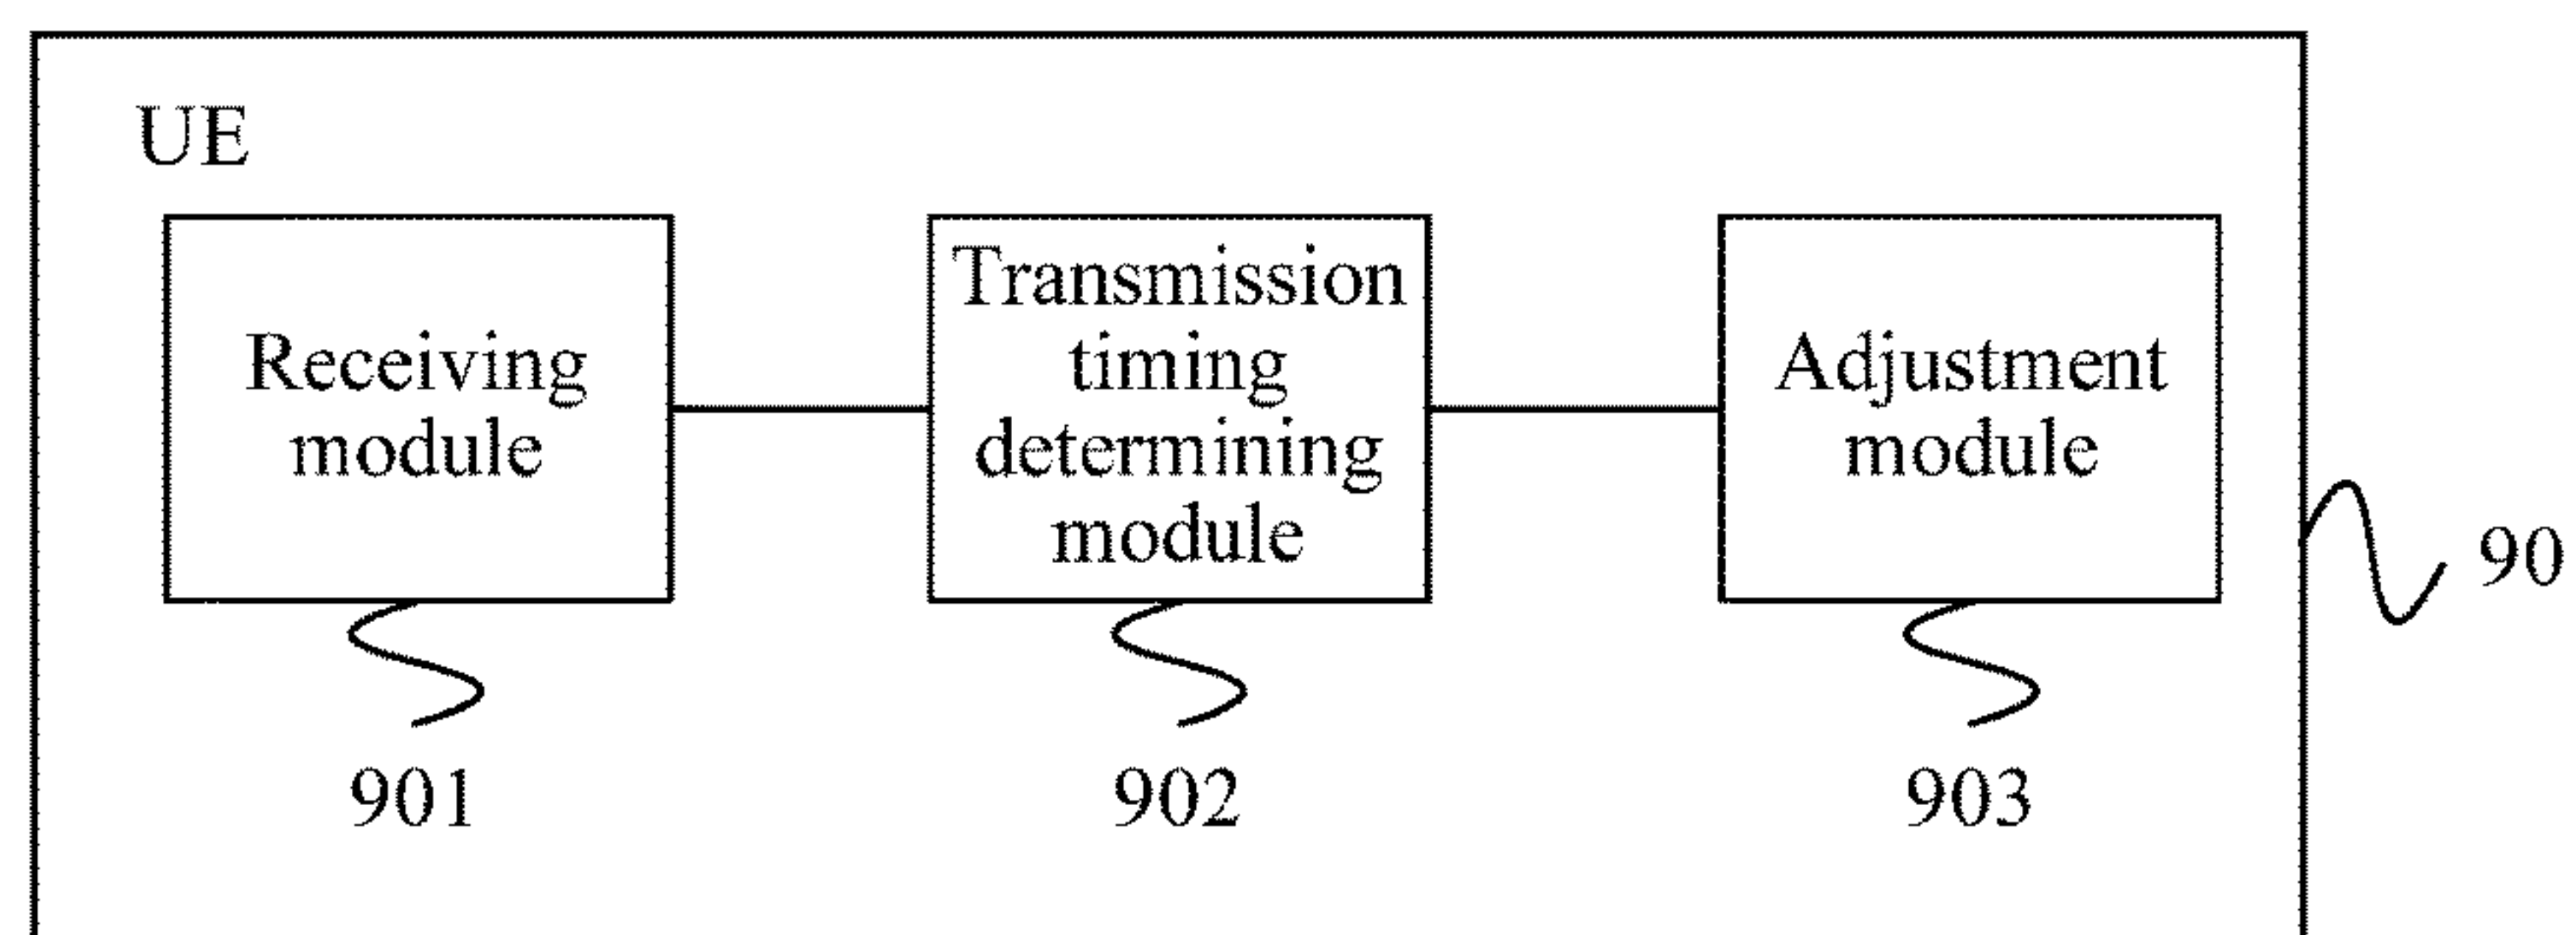 UE
Receiving
module
Transmission
timing
determining
module
Adjustment
module
90
901
902
903